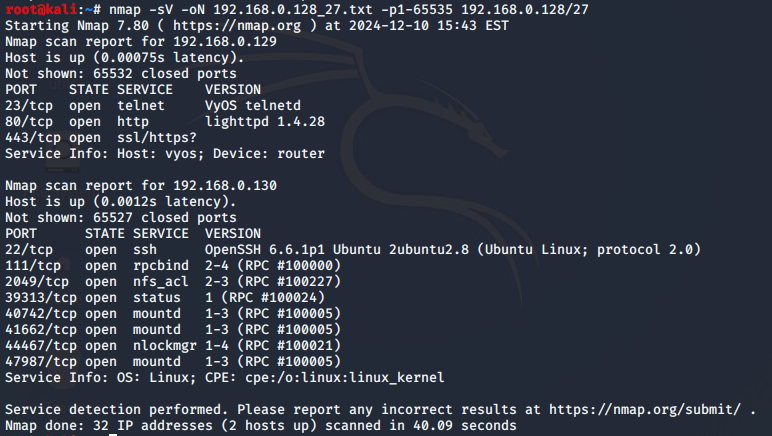 root@kali:~# nmap -sV -oN 192.168.0.128_27.txt -p1-65535 192.168.0.128/27
Starting Nmap 7.80 ( https://nmap.org ) at 2024-12-10 15:43 EST
Nmap scan report for 192.168.0.129
Host is up (0.00075s latency).
Not shown: 65532 closed ports
PORT    STATE SERVICE    VERSION
23/tcp  open  telnet     VyOS telnetd
80/tcp  open  http       lighttpd 1.4.28
443/tcp open  ssl/https?
Service Info: Host: vyos; Device: router

Nmap scan report for 192.168.0.130
Host is up (0.0012s latency).
Not shown: 65527 closed ports
PORT      STATE SERVICE  VERSION
22/tcp    open  ssh      OpenSSH 6.6.1p1 Ubuntu 2ubuntu2.8 (Ubuntu Linux; protocol 2.0)
111/tcp   open  rpcbind  2-4 (RPC #100000)
2049/tcp  open  nfs_acl  2-3 (RPC #100227)
39313/tcp open  status   1 (RPC #100024)
40742/tcp open  mountd   1-3 (RPC #100005)
41662/tcp open  mountd   1-3 (RPC #100005)
44467/tcp open  nlockmgr 1-4 (RPC #100021)
47987/tcp open  mountd   1-3 (RPC #100005)
Service Info: OS: Linux; CPE: cpe:/o:linux:linux_kernel

Service detection performed. Please report any incorrect results at https://nmap.org/submit/ .
Nmap done: 32 IP addresses (2 hosts up) scanned in 40.09 seconds